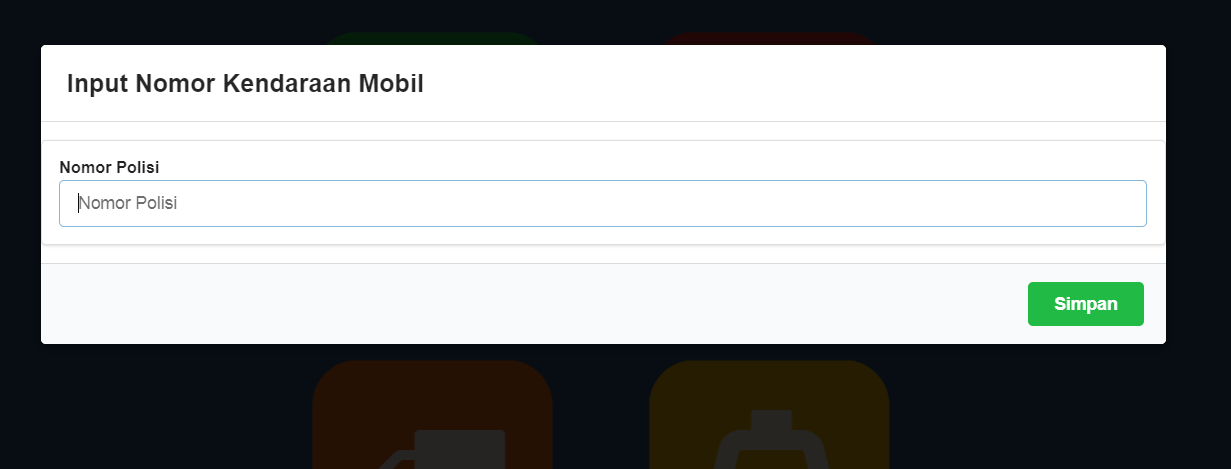 Input Nomor Kendaraan Mobil
Nomor Polisi
Nomor Polisi
Simpan